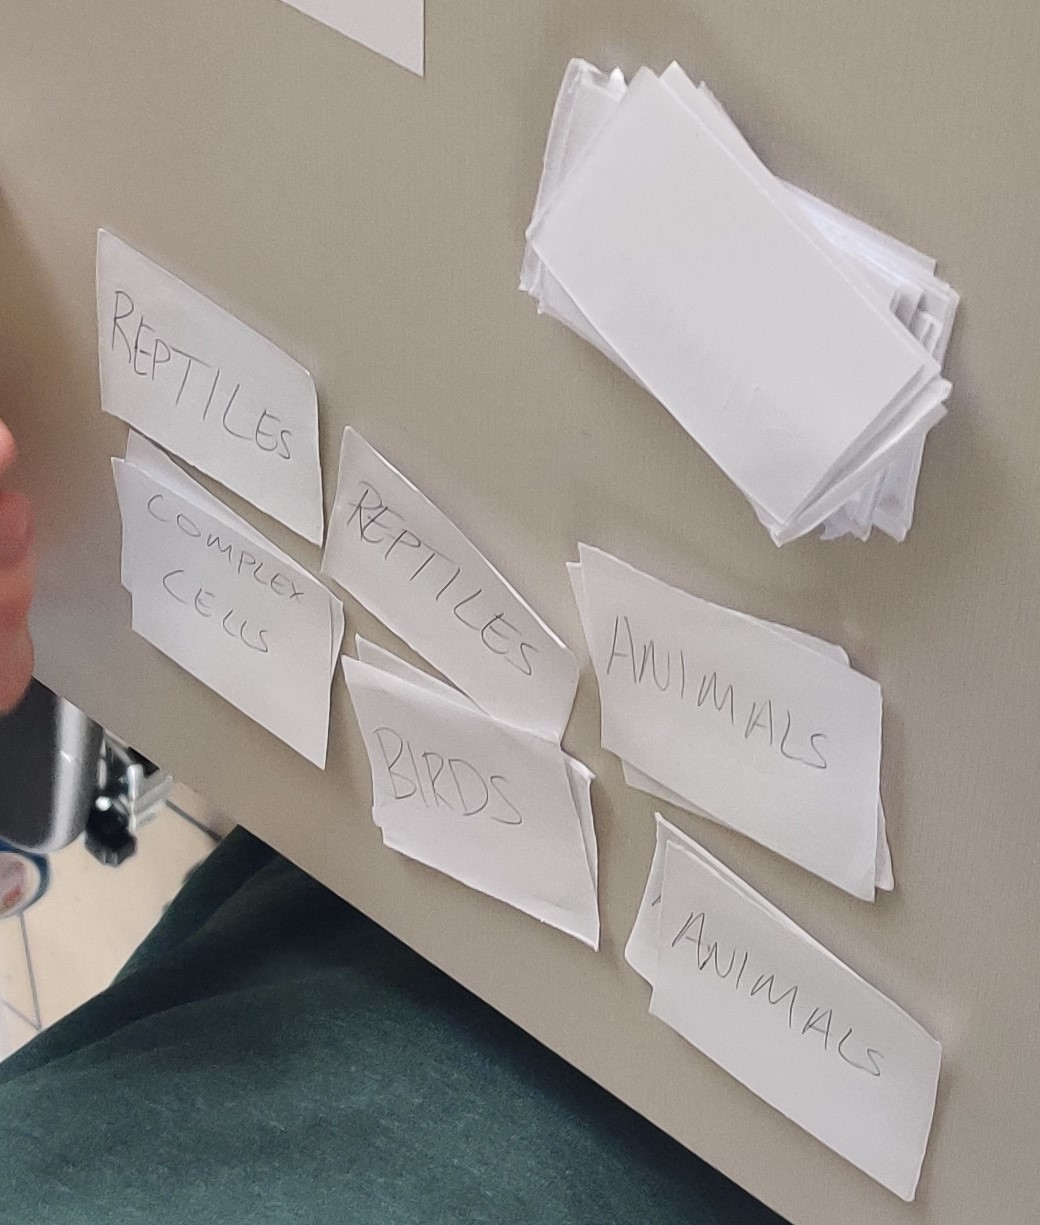 REPTILES
COMPLEX
CELLS
REPTILES
BIRDS
ANIMALS
ANIMALS